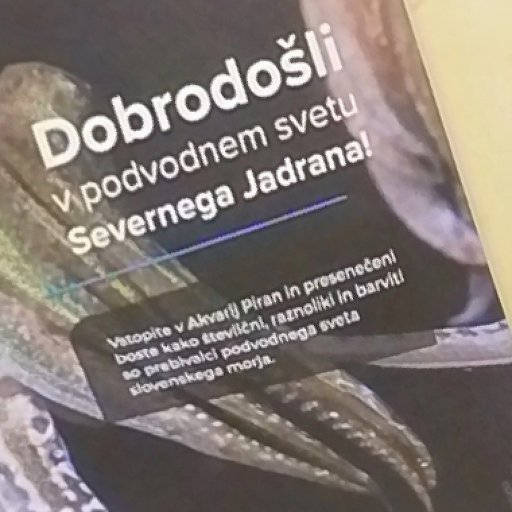 Dobrodošli
v podvodnem svetu
Severnega Jadrana!
Vstopite v Akvarij Piran in presenečeni
boste kako številčni, raznoliki in barviti
so prebivalci podvodnega sveta
slovenskega morja.